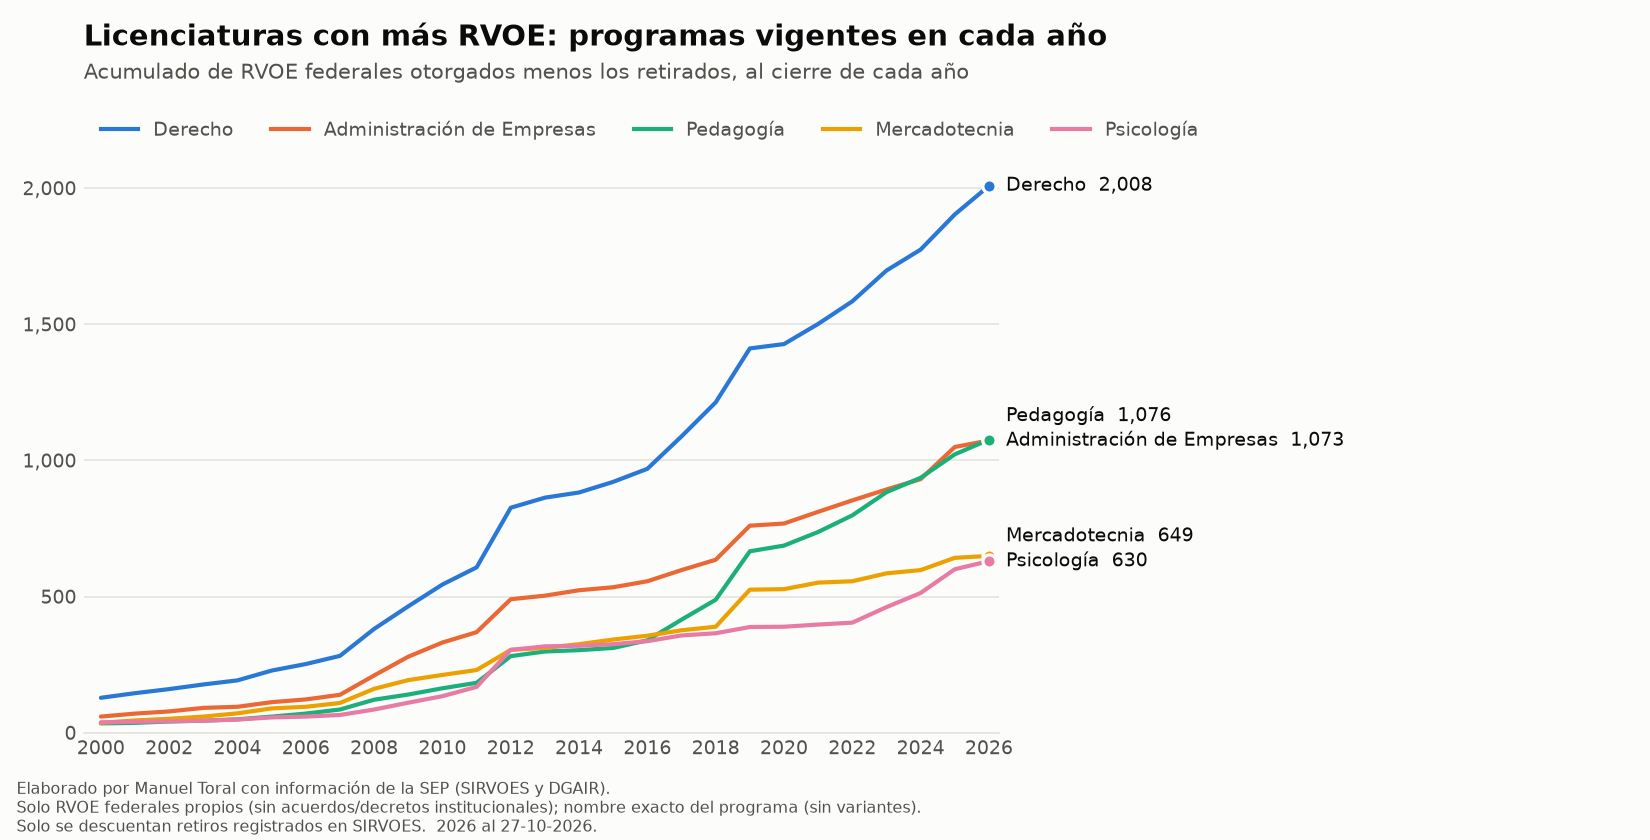 Licenciaturas con más RVOE: programas vigentes en cada año
Acumulado de RVOE federales otorgados menos los retirados, al cierre de cada año
Derecho Administración de Empresas Pedagogía Mercadotecnia Psicología
2,000
1,500
1,000
500
0
Derecho 2,008
Pedagogía 1,076
Administración de Empresas 1,073
Mercadotecnia 649
Psicología 630
2000 2002 2004 2006 2008 2010 2012 2014 2016 2018 2020 2022 2024 2026
Elaborado por Manuel Toral con información de la SEP (SIRVOES y DGAIR).
Solo RVOE federales propios (sin acuerdos/decretos institucionales); nombre exacto del programa (sin variantes).
Solo se descuentan retiros registrados en SIRVOES. 2026 al 27-10-2026.